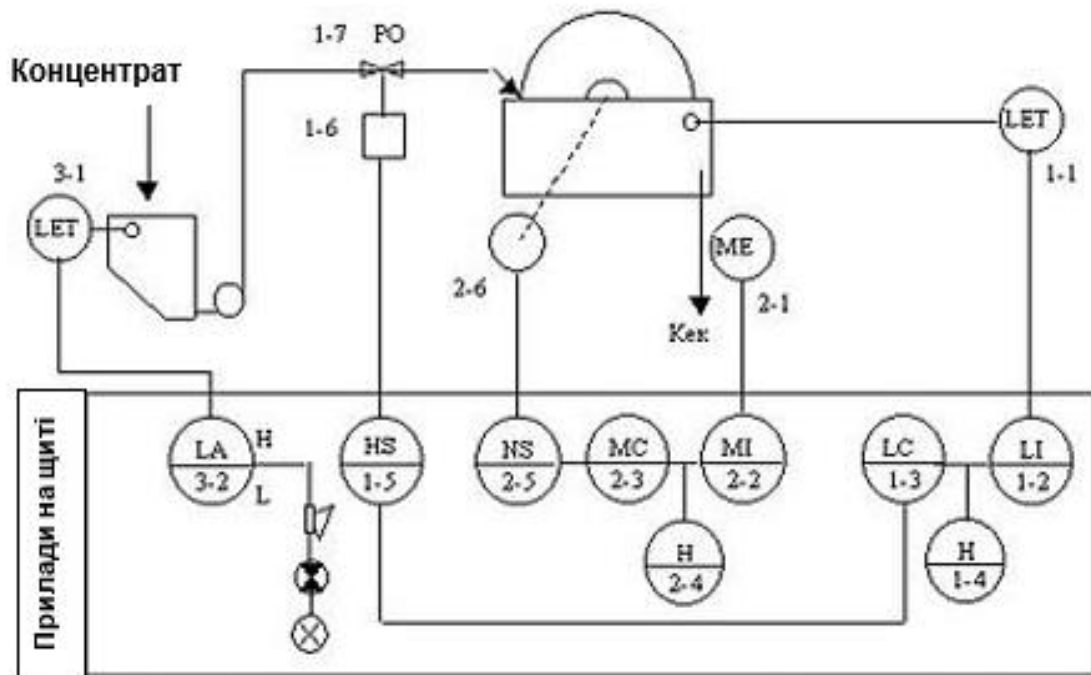 1-7 РО
Концентрат
1-6
LET
1-1
3-1
LET
ME
2-6
2-1
Кек
Прилади на щиті
LA
3-2
H
L
HS
1-5
NS
2-5
MC
2-3
MI
2-2
LC
1-3
LI
1-2
H
2-4
H
1-4